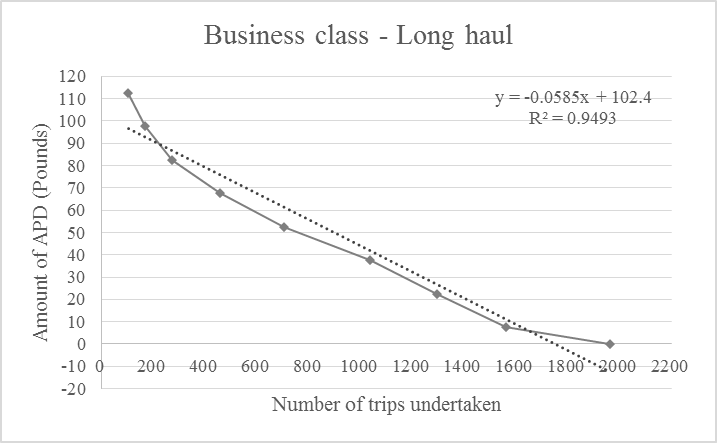 Business class - Long haul
y = -0.0585x + 102.4
R² = 0.9493
Amount of APD (Pounds)
120
110
100
90
80
70
60
50
40
30
20
10
0
-10
-20
0 200 400 600 800 1000 1200 1400 1600 1800 2000 2200
Number of trips undertaken